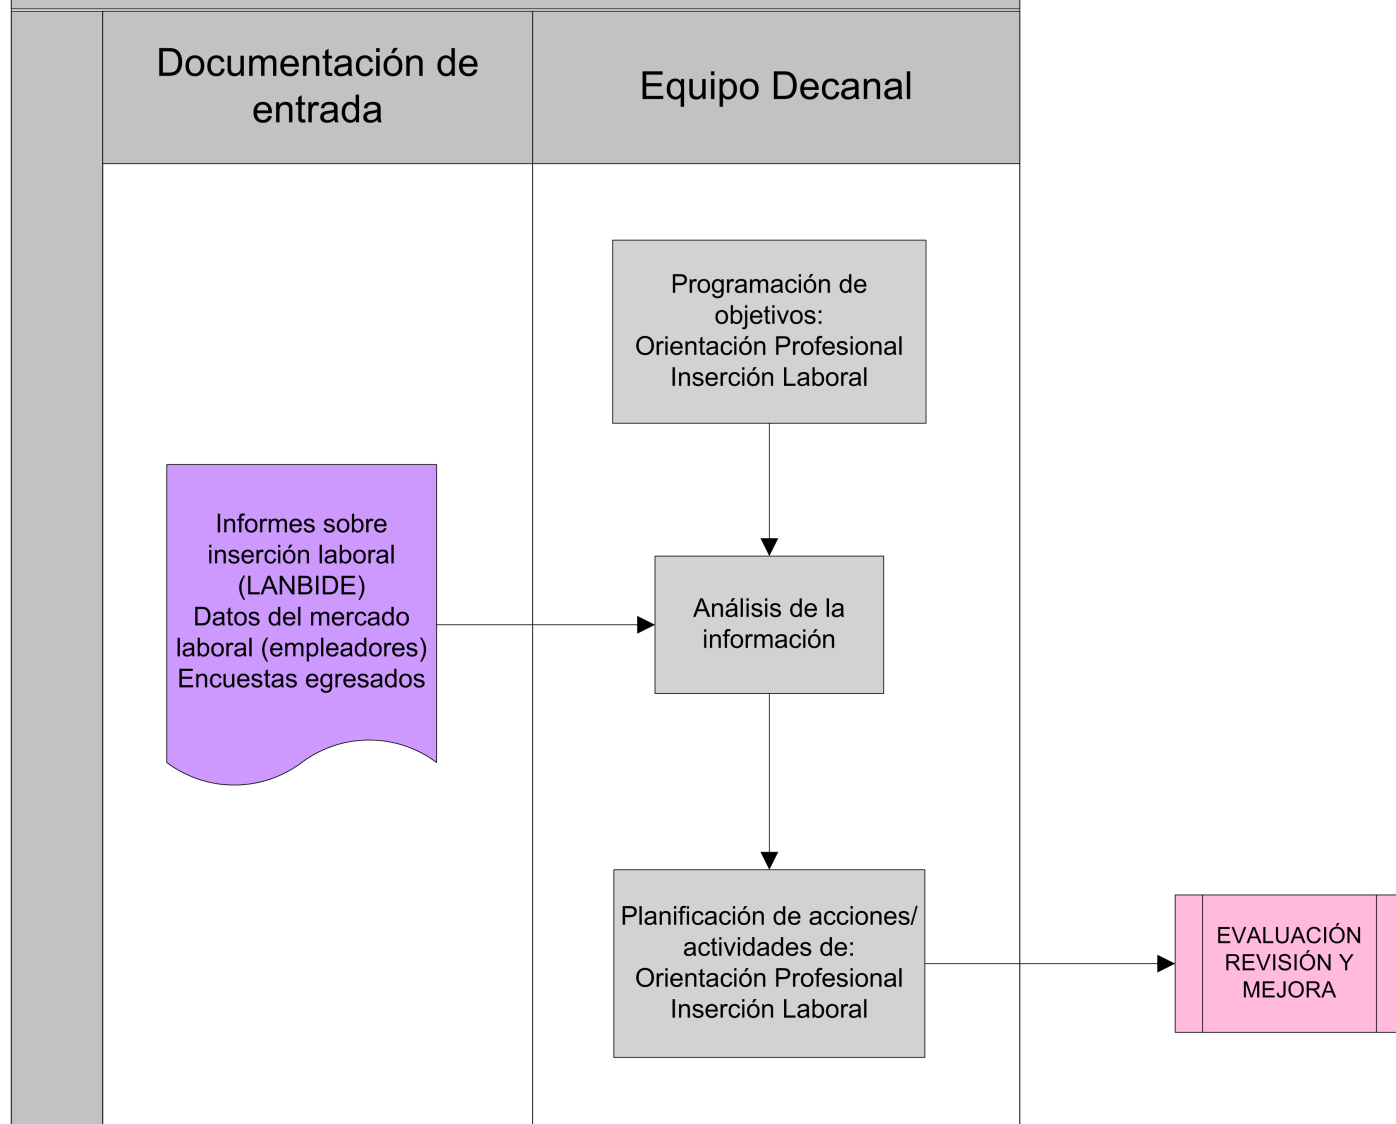 Documentación de
entrada
Equipo Decanal
Programación de
objetivos:
Orientación Profesional
Inserción Laboral
Informes sobre
inserción laboral
(LANBIDE)
Datos del mercado
laboral (empleadores)
Encuestas egresados
Análisis de la
información
Planificación de acciones/
actividades de:
Orientación Profesional
Inserción Laboral
EVALUACIÓN
REVISIÓN Y
MEJORA